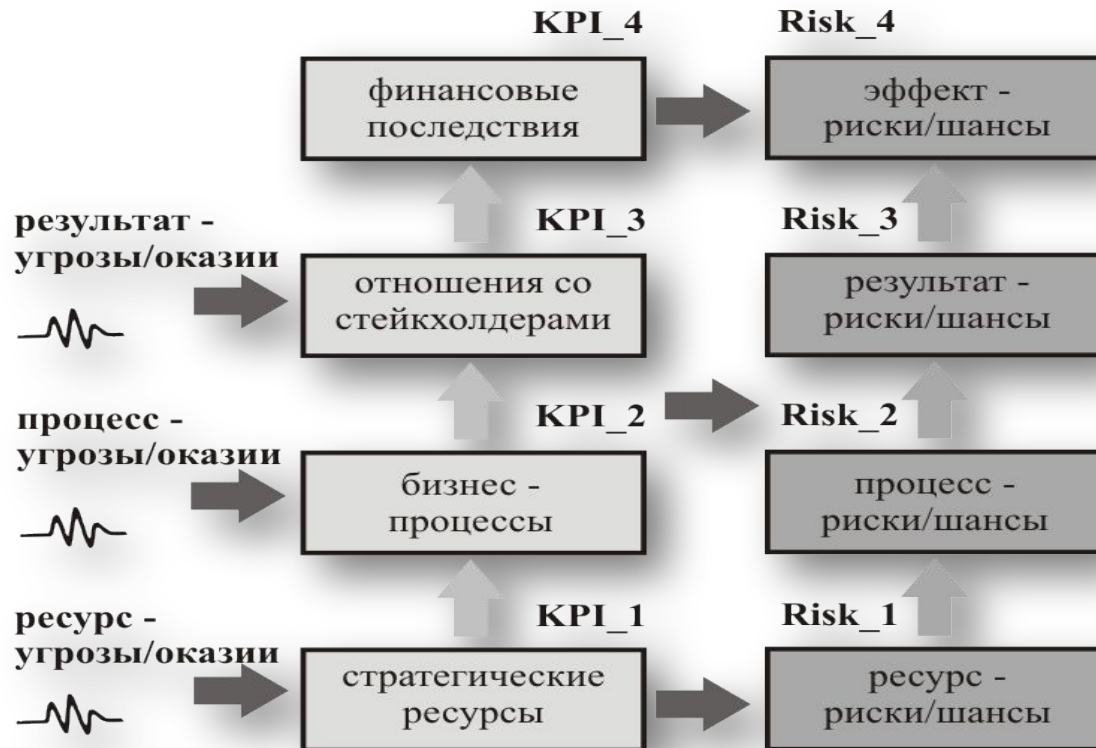 KPI_4
Risk_4
финансовые
последствия
эффект -
риски/шансы
результат -
угрозы/оказии
KPI_3
Risk_3
отношения со
стейкхолдерами
результат -
риски/шансы
процесс -
угрозы/оказии
KPI_2
Risk_2
бизнес -
процессы
процесс -
риски/шансы
ресурс -
угрозы/оказии
KPI_1
Risk_1
стратегические
ресурсы
ресурс -
риски/шансы